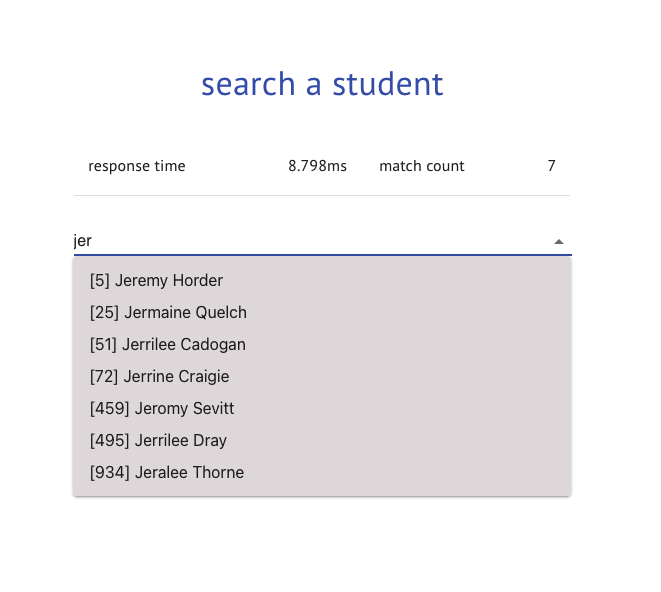 search a student
response time 8.798ms match count 7
jer
[5] Jeremy Horder
[25] Jermaine Quelch
[51] Jerrilee Cadogan
[72] Jerrine Craigie
[459] Jeromy Sevitt
[495] Jerrilee Dray
[934] Jeralee Thorne